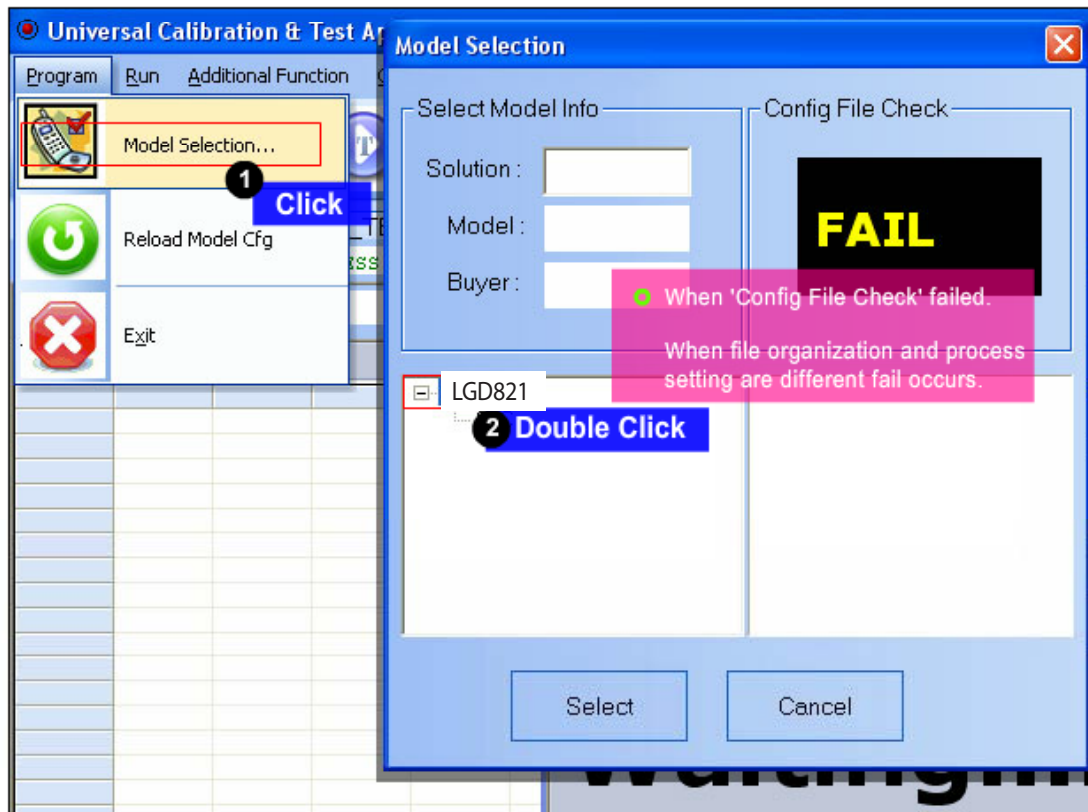 Universal Calibration & Test Ap
Program Run Additional Function
Model Selection...
1
Click
Reload Model Cfg
Exit
Model Selection
Select Model Info
Solution :
Model :
Buyer :
Config File Check
FAIL
When 'Config File Check' failed.
When file organization and process
setting are different fail occurs.
LGD821
2 Double Click
Select
Cancel